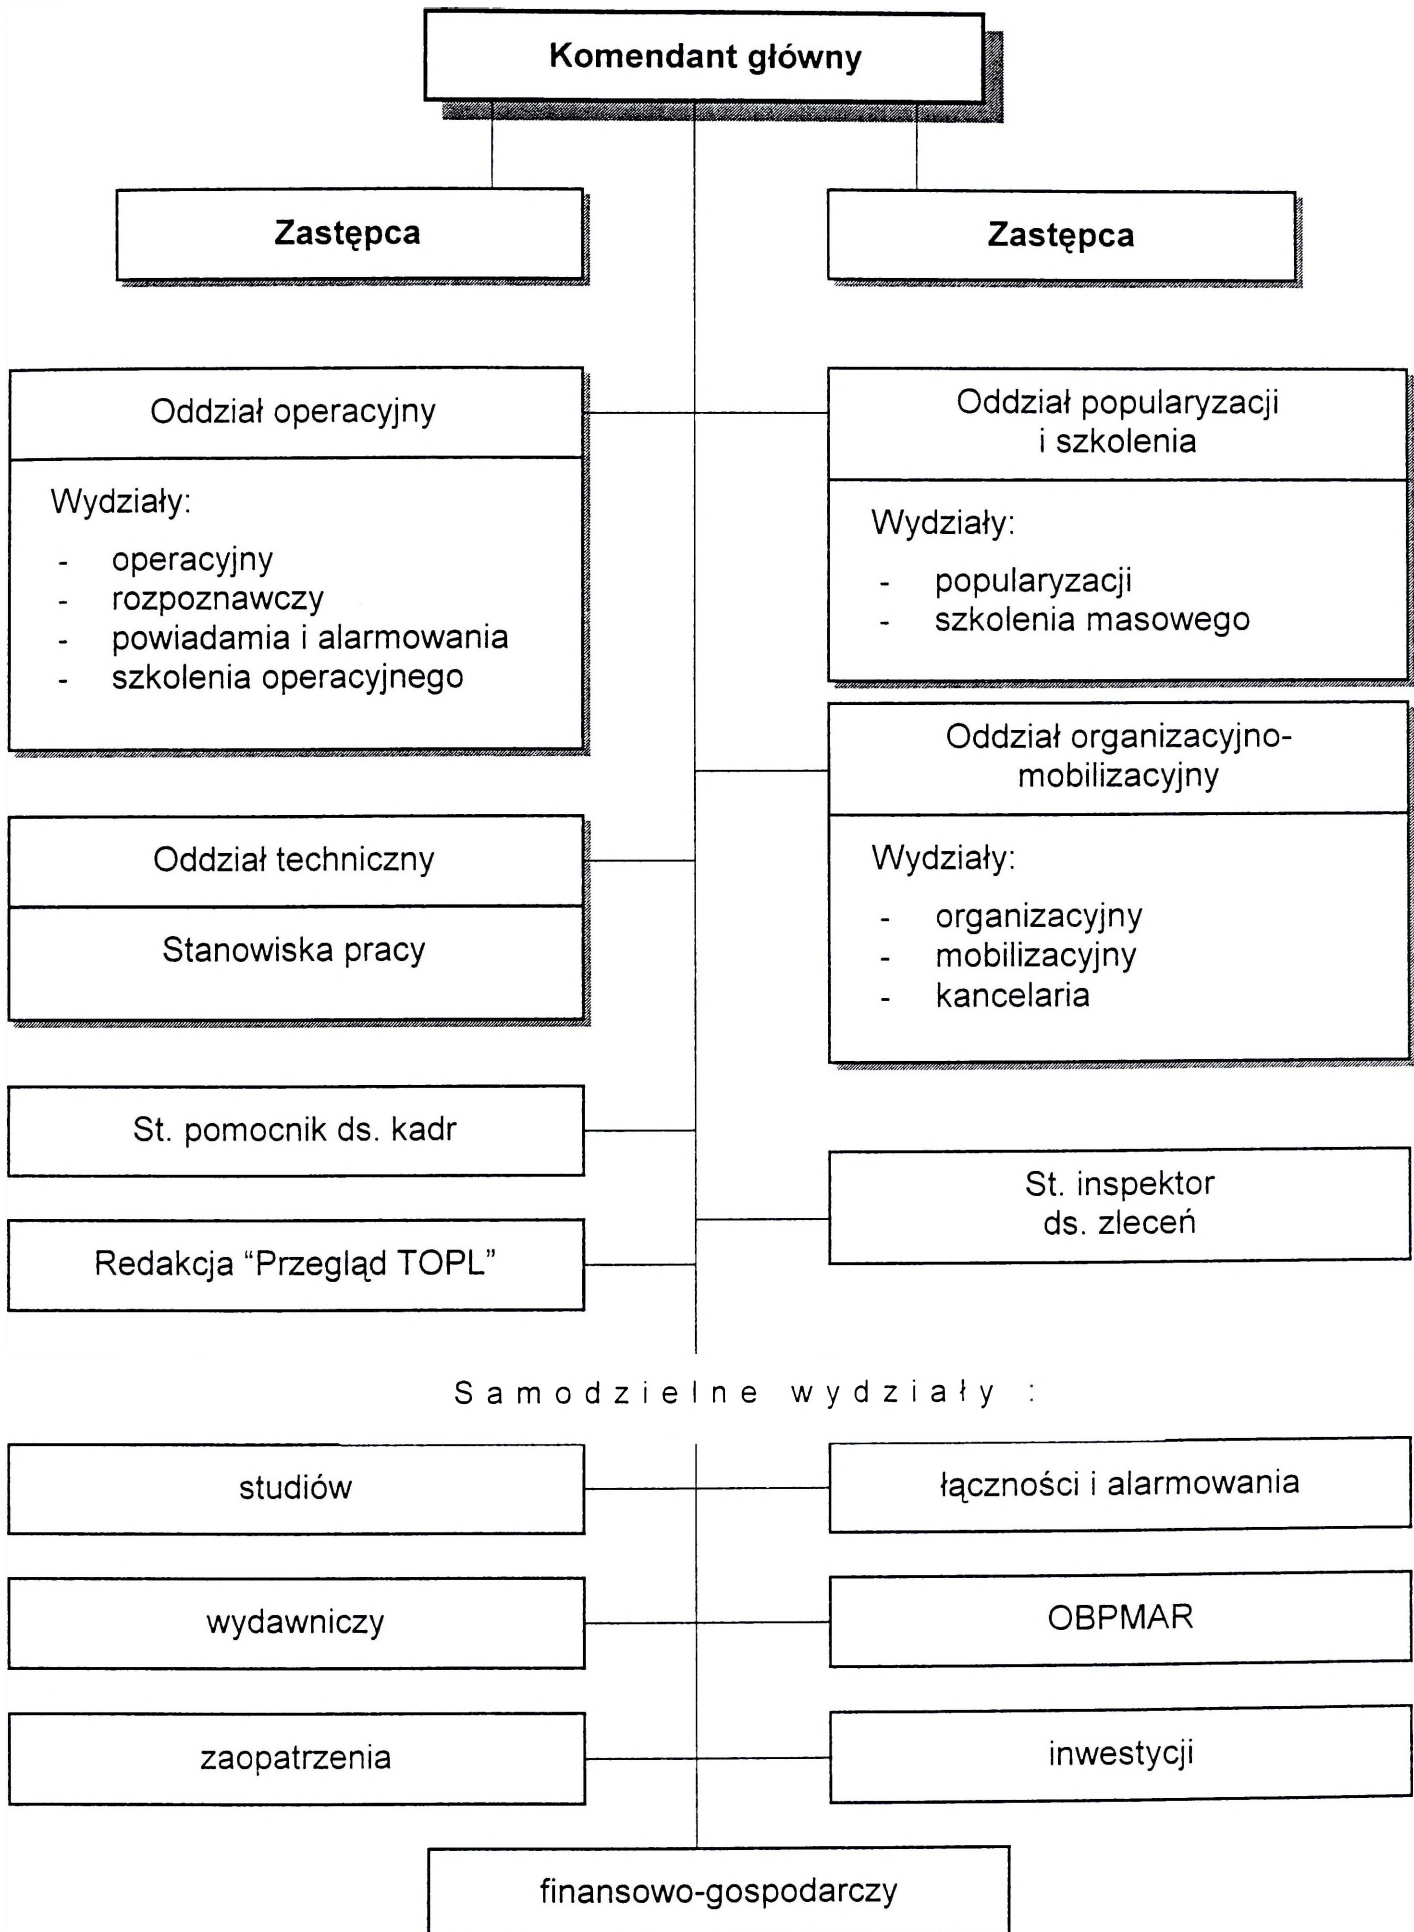 Komendant główny
Zastępca
Zastępca
Oddział operacyjny
Wydziały:
- operacyjny
- rozpoznawczy
- powiadamia i alarmowania
- szkolenia operacyjnego
Oddział popularyzacji
i szkolenia
Wydziały:
- popularyzacji
- szkolenia masowego
Oddział organizacyjno-
mobilizacyjny
Wydziały:
- organizacyjny
- mobilizacyjny
- kancelaria
Oddział techniczny
Stanowiska pracy
St. pomocnik ds. kadr
St. inspektor
ds. zleceń
Redakcja “Przegląd TOPL”
Samodzielne wydziały :
studiów
łączności i alarmowania
wydawniczy
OBPMAR
zaopatrzenia
inwestycji
finansowo-gospodarczy